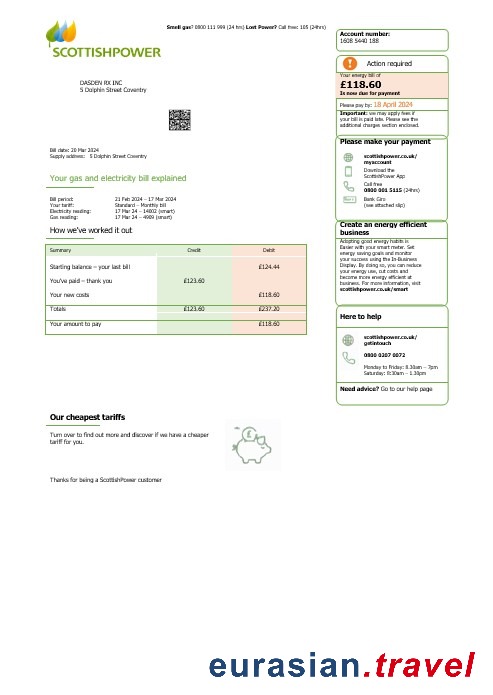 Smell gas? 0800 111 999 (24 hrs) Lost Power? Call free: 105 (24hrs)
SCOTTISHPOWER
DASDEN RX INC
5 Dolphin Street Coventry
Bill date: 20 Mar 2024
Supply address: 5 Dolphin Street Coventry
Your gas and electricity bill explained
Bill period: 21 Feb 2024 – 17 Mar 2024
Your tariff: Standard – Monthly bill
Electricity reading: 17 Mar 24 – 14802 (smart)
Gas reading: 17 Mar 24 – 4909 (smart)
How we've worked it out
Summary Credit Debit
Starting balance – your last bill £124.44
You've paid – thank you £123.60
Your new costs £118.60
Totals £123.60 £237.20
Your amount to pay £118.60
Account number:
1608 5440 188
! Action required
Your energy bill of
£118.60
Is now due for payment
Please pay by: 18 April 2024
Important: we may apply fees if
your bill is paid late. Please see the
additional charges section enclosed.
Please make your payment
scottishpower.co.uk/
myaccount
Download the
ScottishPower App
Call free
0800 001 5115 (24hrs)
Bank Giro
(see attached slip)
Create an energy efficient
business
Adopting good energy habits is
Easier with your smart meter. Set
energy saving goals and monitor
your success using the In-Business
Display. By doing so, you can reduce
your energy use, cut costs and
become more energy efficient at
business. For more information, visit
scottishpower.co.uk/smart
Here to help
scottishpower.co.uk/
getintouch
0800 0207 0072
Monday to Friday: 8.30am – 7pm
Saturday: 8:30am – 1.30pm
Need advice? Go to our help page
Our cheapest tariffs
Turn over to find out more and discover if we have a cheaper
tariff for you.
£
Thanks for being a ScottishPower customer
eurasian.travel